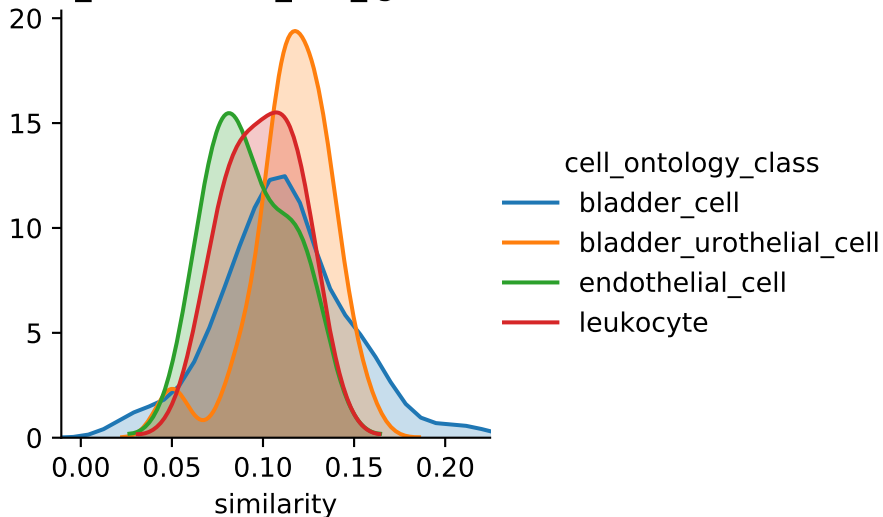 20
15
10
5
0
0.00 0.05 0.10 0.15 0.20
similarity
cell_ontology_class
bladder_cell
bladder_urothelial_cell
endothelial_cell
leukocyte